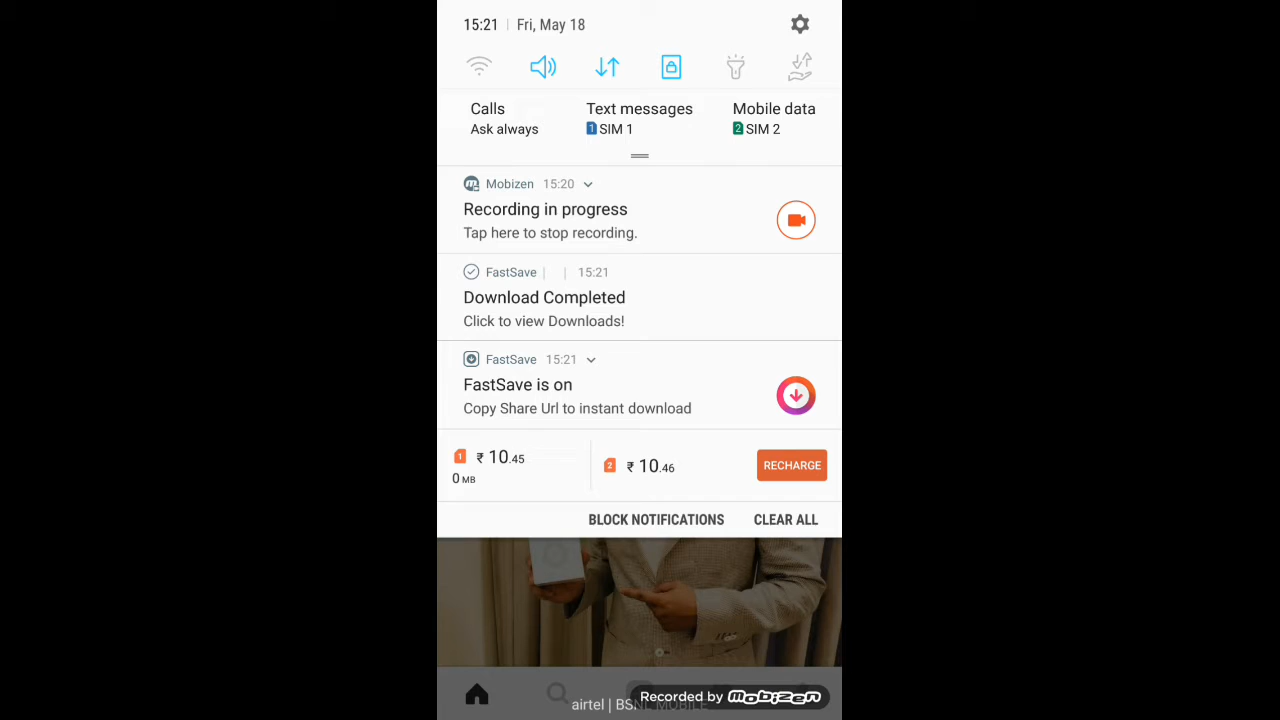 15:21 | Fri, May 18
Calls
Ask always
Text messages
1 SIM 1
Mobile data
2 SIM 2
Mobizen 15:20
Recording in progress
Tap here to stop recording.
FastSave | | 15:21
Download Completed
Click to view Downloads!
FastSave 15:21
FastSave is on
Copy Share Url to instant download
1 ₹ 10.45
0 MB
2 ₹ 10.46
RECHARGE
BLOCK NOTIFICATIONS CLEAR ALL
Recorded by mobizen
airtel | BSNL MOBILE